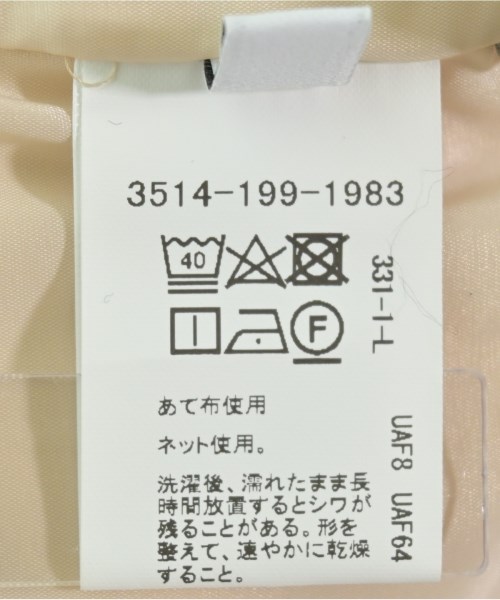 3514-199-1983
40
F
331-1-L
あて布使用
ネット使用。
洗濯後、濡れたまま長
時間放置するとシワが
残ることがある。形を
整えて、速やかに乾燥
すること。
UAF8 UAF64